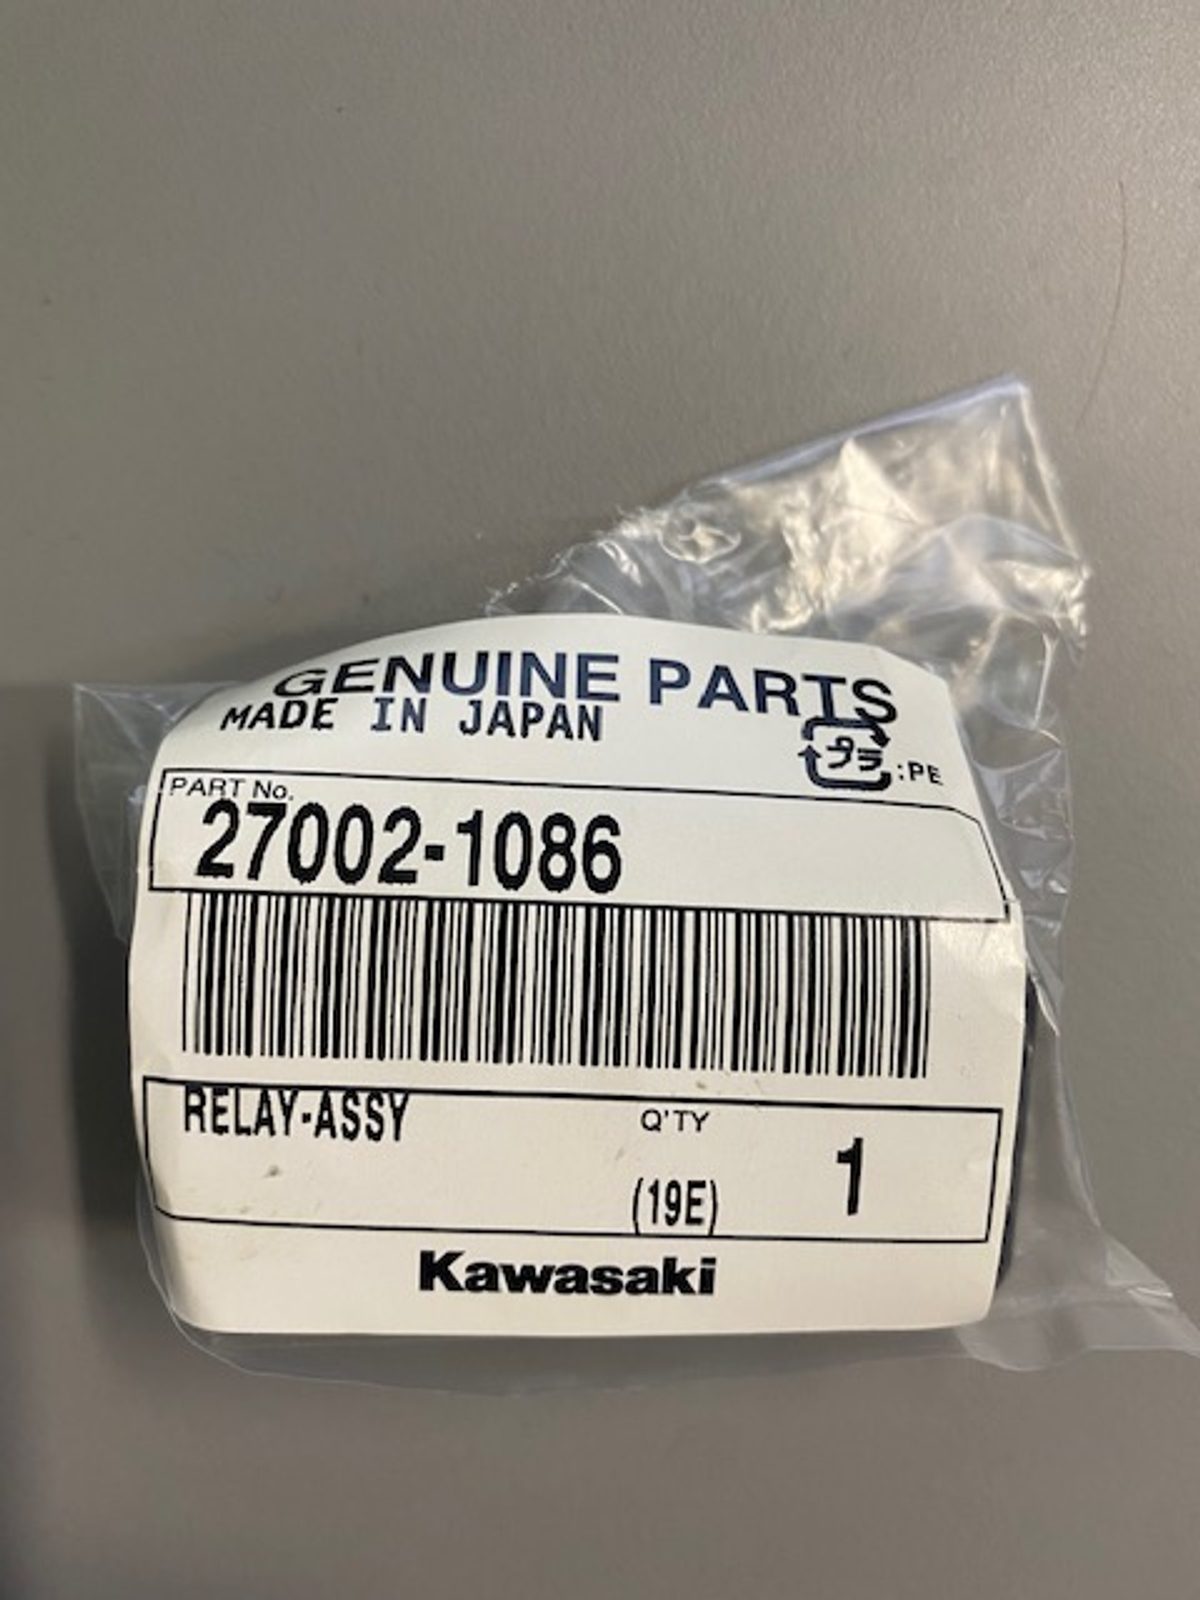 GENUINE PARTS
MADE IN JAPAN
プラ :PE
PART No.
27002-1086
RELAY-ASSY
Q'TY
1
(19E)
Kawasaki